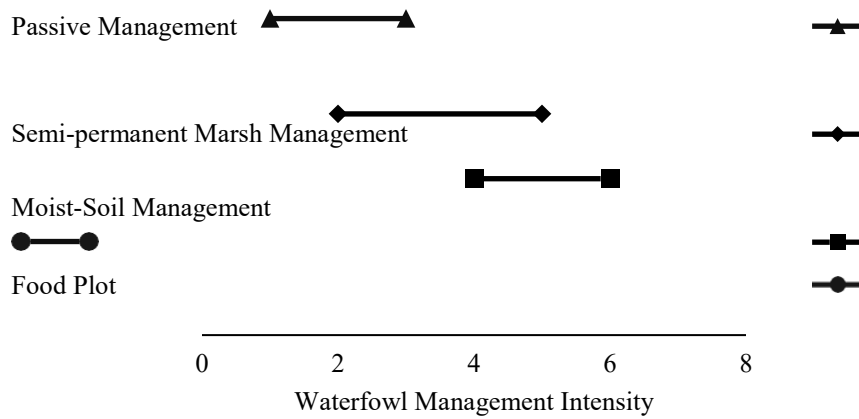 Passive Management
Semi-permanent Marsh Management
Moist-Soil Management
Food Plot
0 2 4 6 8
Waterfowl Management Intensity